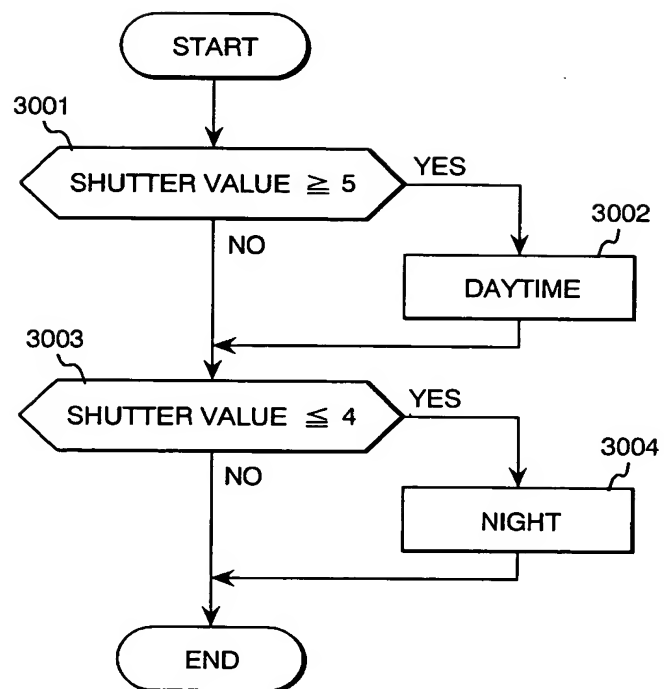 START
3001
SHUTTER VALUE ≧ 5
YES
NO
3002
DAYTIME
3003
SHUTTER VALUE ≦ 4
YES
NO
3004
NIGHT
END